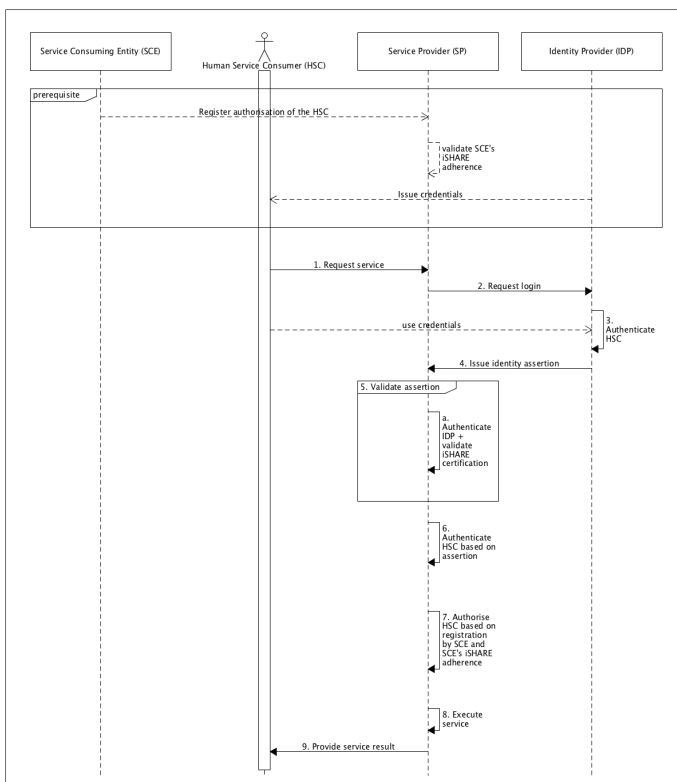 Service Consuming Entity (SCE)
Human Service Consumer (HSC)
Service Provider (SP)
Identity Provider (IDP)
prerequisite
Register authorisation of the HSC
validate SCE's
iSHARE
adherence
Issue credentials
1. Request service
2. Request login
3.
Authenticate
HSC
use credentials
4. Issue identity assertion
5. Validate assertion
a.
Authenticate
IDP +
validate
iSHARE
certification
6.
Authenticate
HSC based on
assertion
7. Authorise
HSC based on
registration
by SCE and
SCE's iSHARE
adherence
8. Execute
service
9. Provide service result